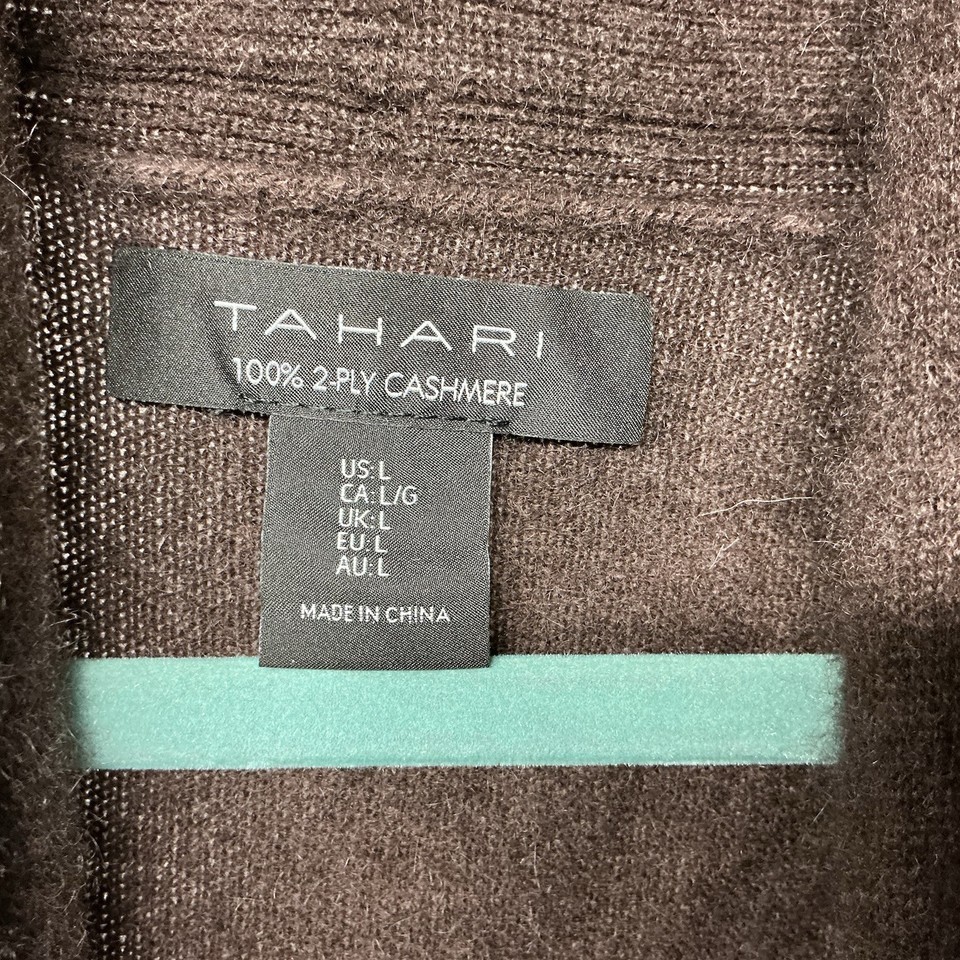 TAHARI
100% 2-PLY CASHMERE
US: L
CA: L/G
UK: L
EU: L
AU: L
MADE IN CHINA